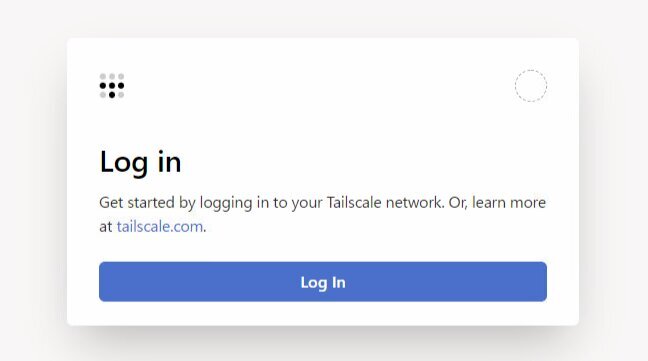 Log in
Get started by logging in to your Tailscale network. Or, learn more
at tailscale.com.
Log In